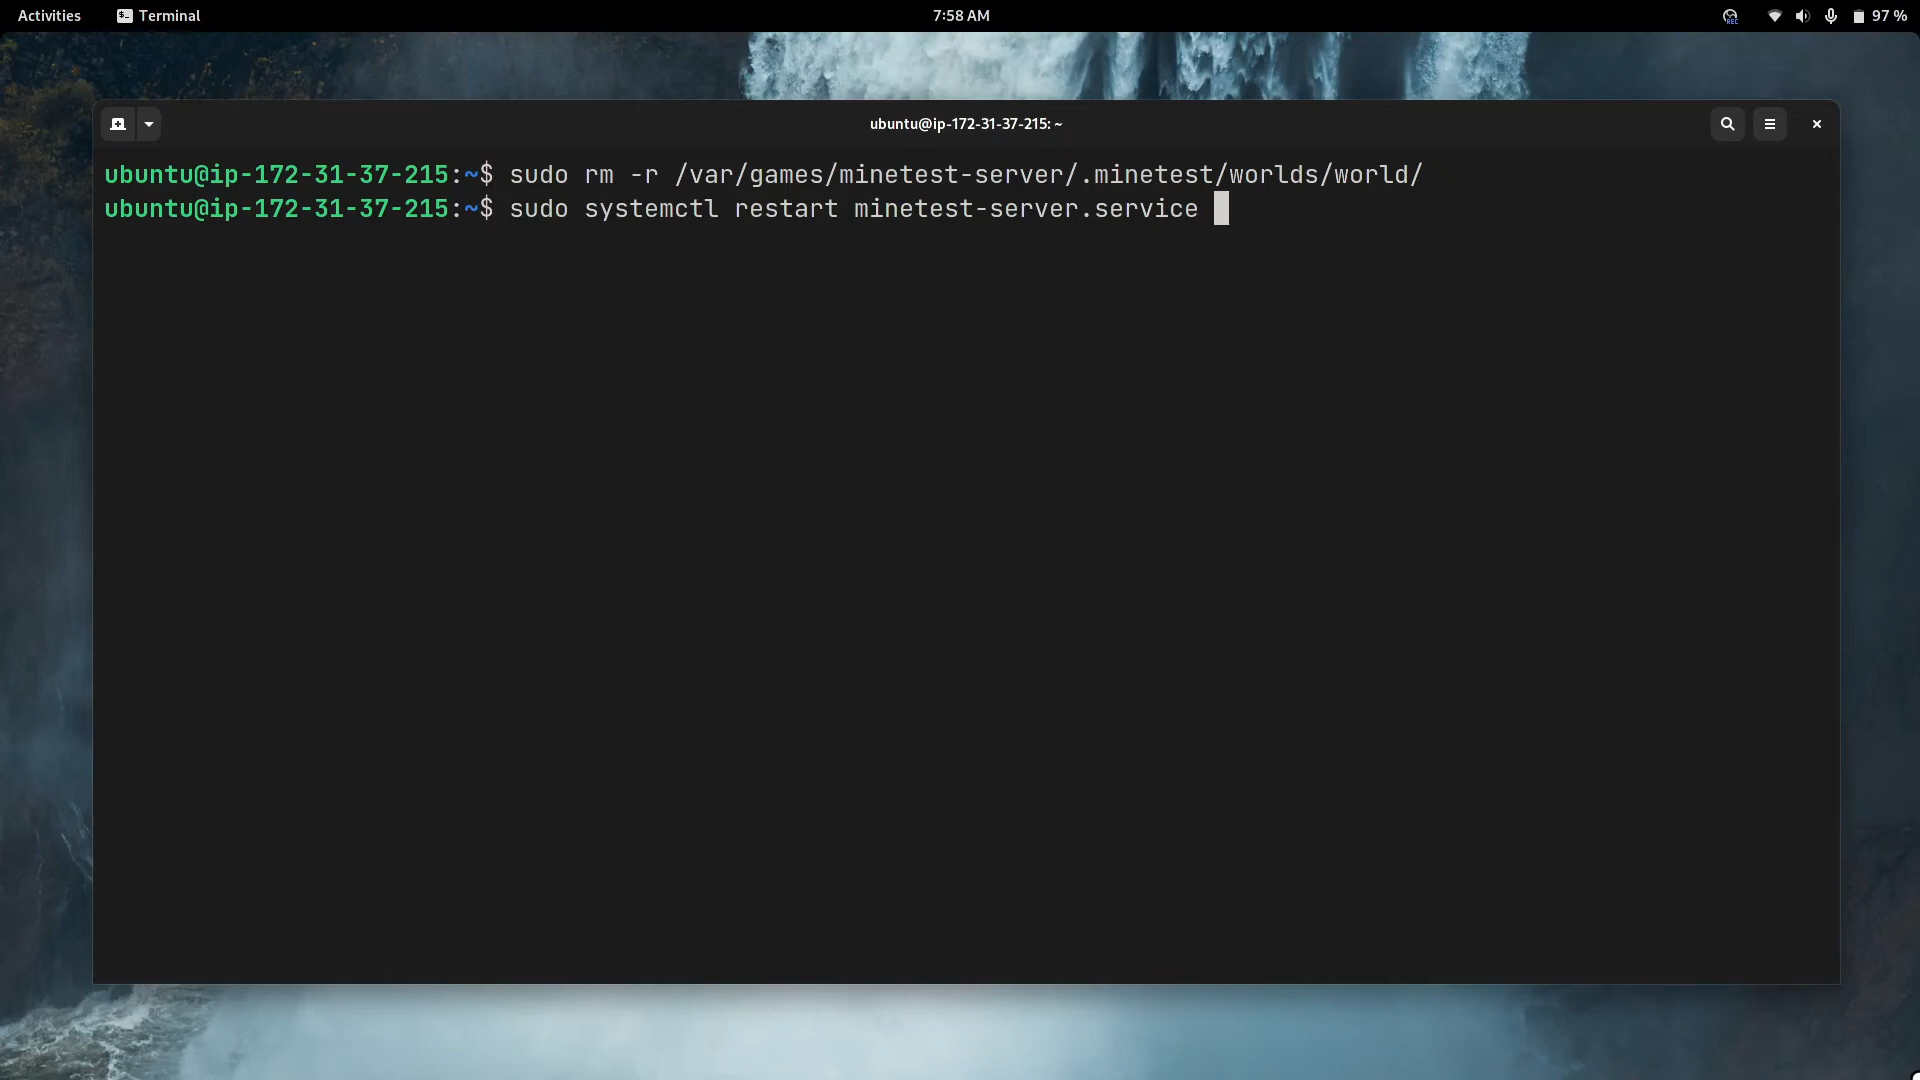 Activities Terminal 7:58 AM REC 97 %
ubuntu@ip-172-31-37-215: ~
ubuntu@ip-172-31-37-215:~$ sudo rm -r /var/games/minetest-server/.minetest/worlds/world/
ubuntu@ip-172-31-37-215:~$ sudo systemctl restart minetest-server.service